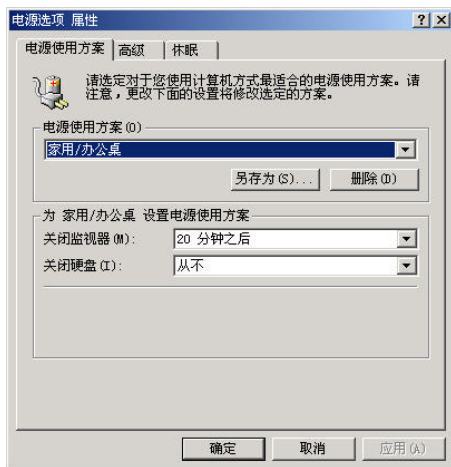 电源选项 属性
电源使用方案 高级 休眠
请选定对于您使用计算机方式最适合的电源使用方案。请
注意，更改下面的设置将修改选定的方案。
电源使用方案(O)
家用/办公桌
另存为(S)... 删除(D)
为 家用/办公桌 设置电源使用方案
关闭监视器(M): 20 分钟之后
关闭硬盘(I): 从不
确定 取消 应用(A)